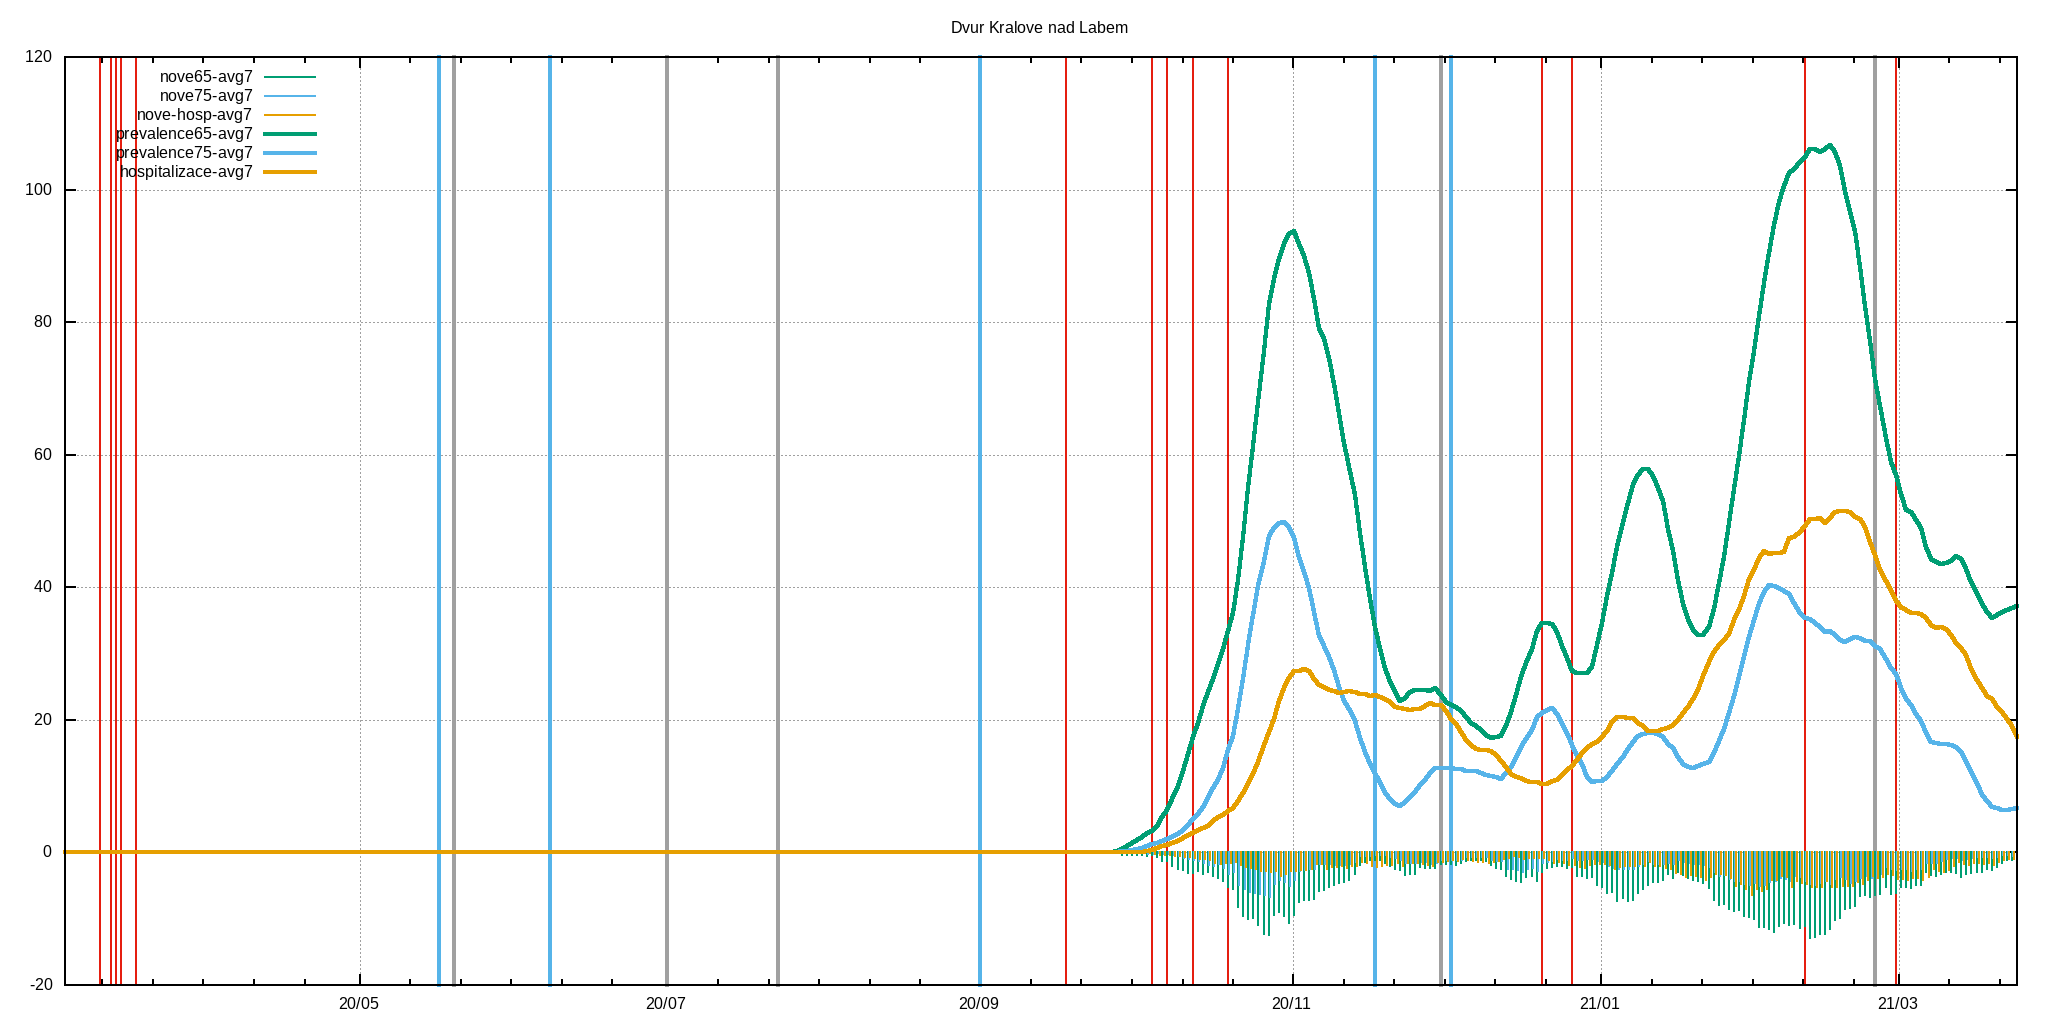 Dvur Kralove nad Labem
120
100
80
60
40
20
0
-20
nove65-avg7
nove75-avg7
nove-hosp-avg7
prevalence65-avg7
prevalence75-avg7
hospitalizace-avg7
20/05
20/07
20/09
20/11
21/01
21/03